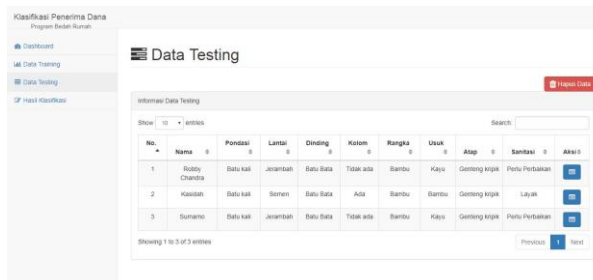 Klasifikasi Penerima Dana
Program Bedah Rumah
Dashboard
Data Training
Data Testing
Hasil Klasifikasi
Data Testing
Hapus Data
Informasi Data Testing
Show 10 entries Search:
No. Nama Pondasi Lantai Dinding Kolom Rangka Usuk Atap Sanitasi Aksi
1 Robby Chandra Batu kali Jerambah Batu Bata Tidak ada Bambu Kayu Genteng kripik Perlu Perbaikan
2 Kasidah Batu kali Semen Batu Bata Ada Bambu Bambu Genteng kripik Layak
3 Sumarno Batu kali Jerambah Batu Bata Tidak ada Bambu Kayu Genteng kripik Perlu Perbaikan
Showing 1 to 3 of 3 entries
Previous 1 Next